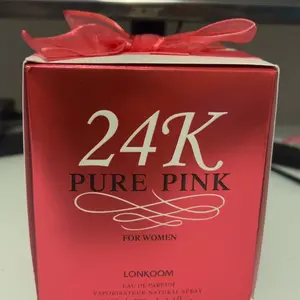 24K
PURE PINK
FOR WOMEN
LONKOOM
EAU DE PARFUM
VAPORISATEUR NATURAL SPRAY